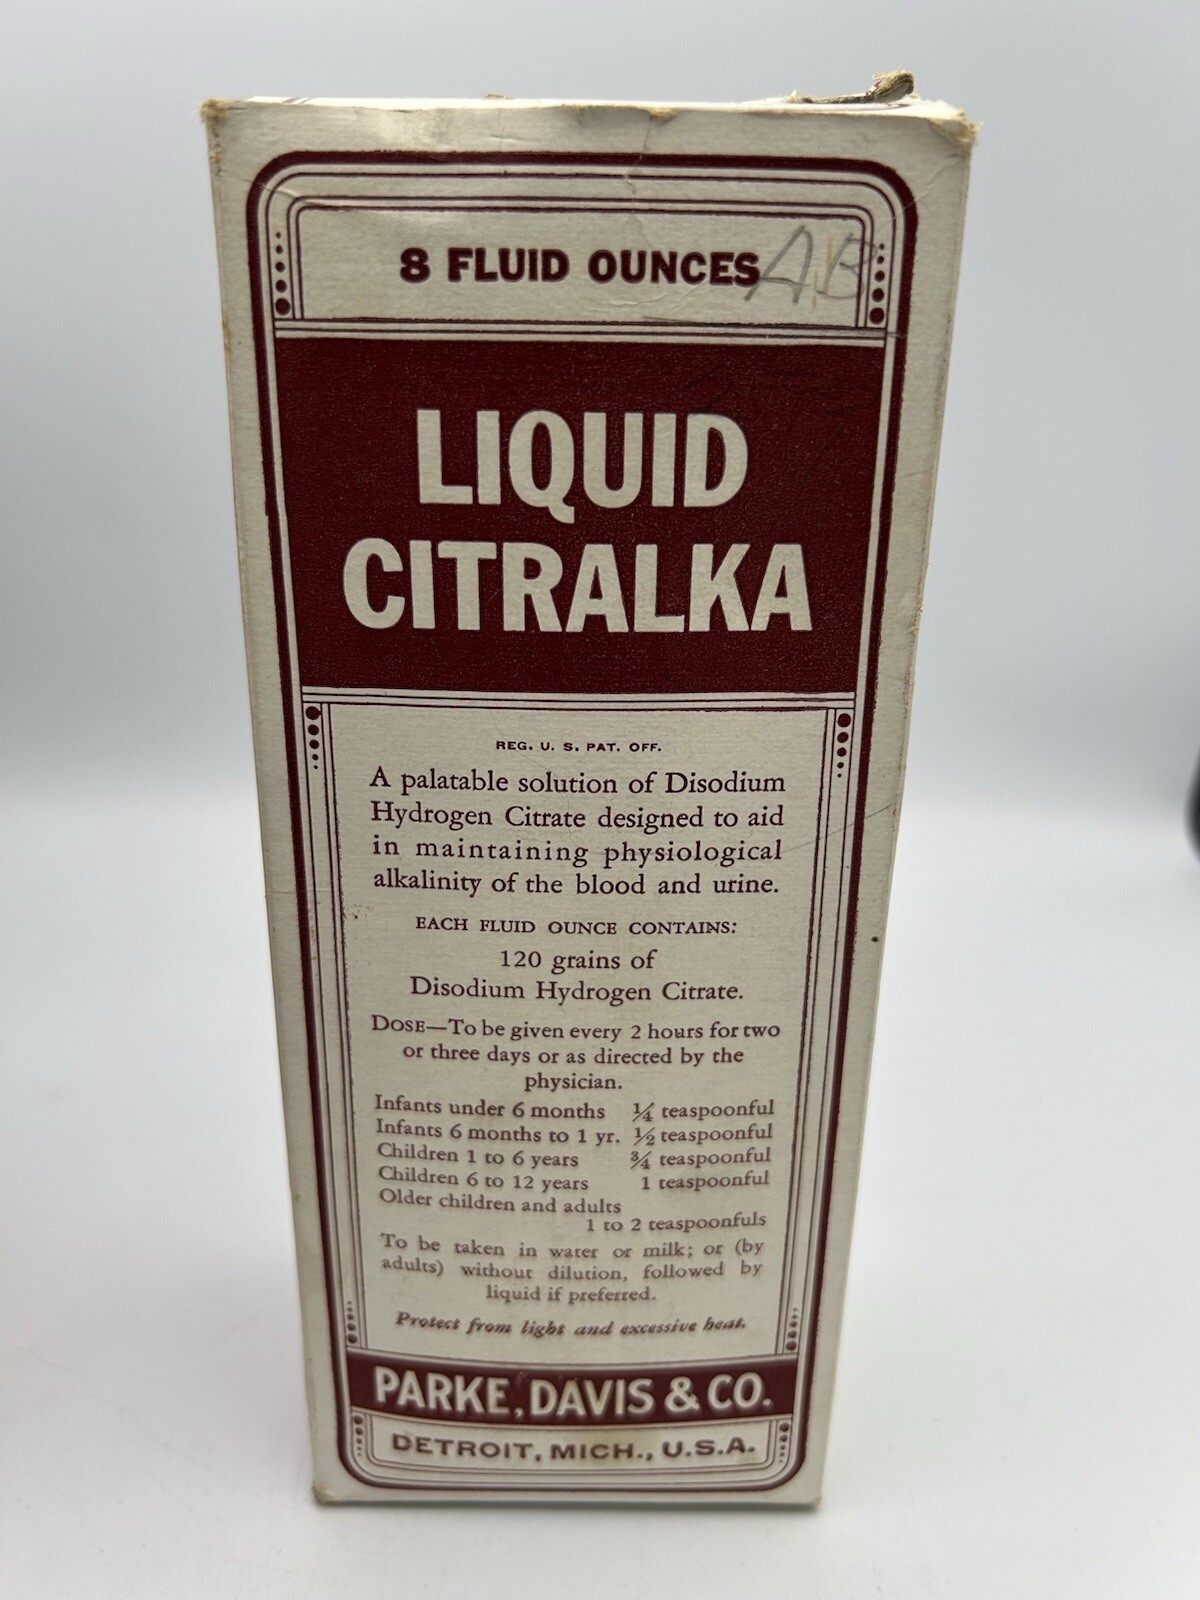 8 FLUID OUNCES AB
LIQUID
CITRALKA
REG. U. S. PAT. OFF.
A palatable solution of Disodium
Hydrogen Citrate designed to aid
in maintaining physiological
alkalinity of the blood and urine.
EACH FLUID OUNCE CONTAINS:
120 grains of
Disodium Hydrogen Citrate.
DOSE—To be given every 2 hours for two
or three days or as directed by the
physician.
Infants under 6 months ¼ teaspoonful
Infants 6 months to 1 yr. ½ teaspoonful
Children 1 to 6 years ¾ teaspoonful
Children 6 to 12 years 1 teaspoonful
Older children and adults
1 to 2 teaspoonfuls
To be taken in water or milk; or (by
adults) without dilution, followed by
liquid if preferred.
Protect from light and excessive heat.
PARKE, DAVIS & CO.
DETROIT, MICH., U.S.A.